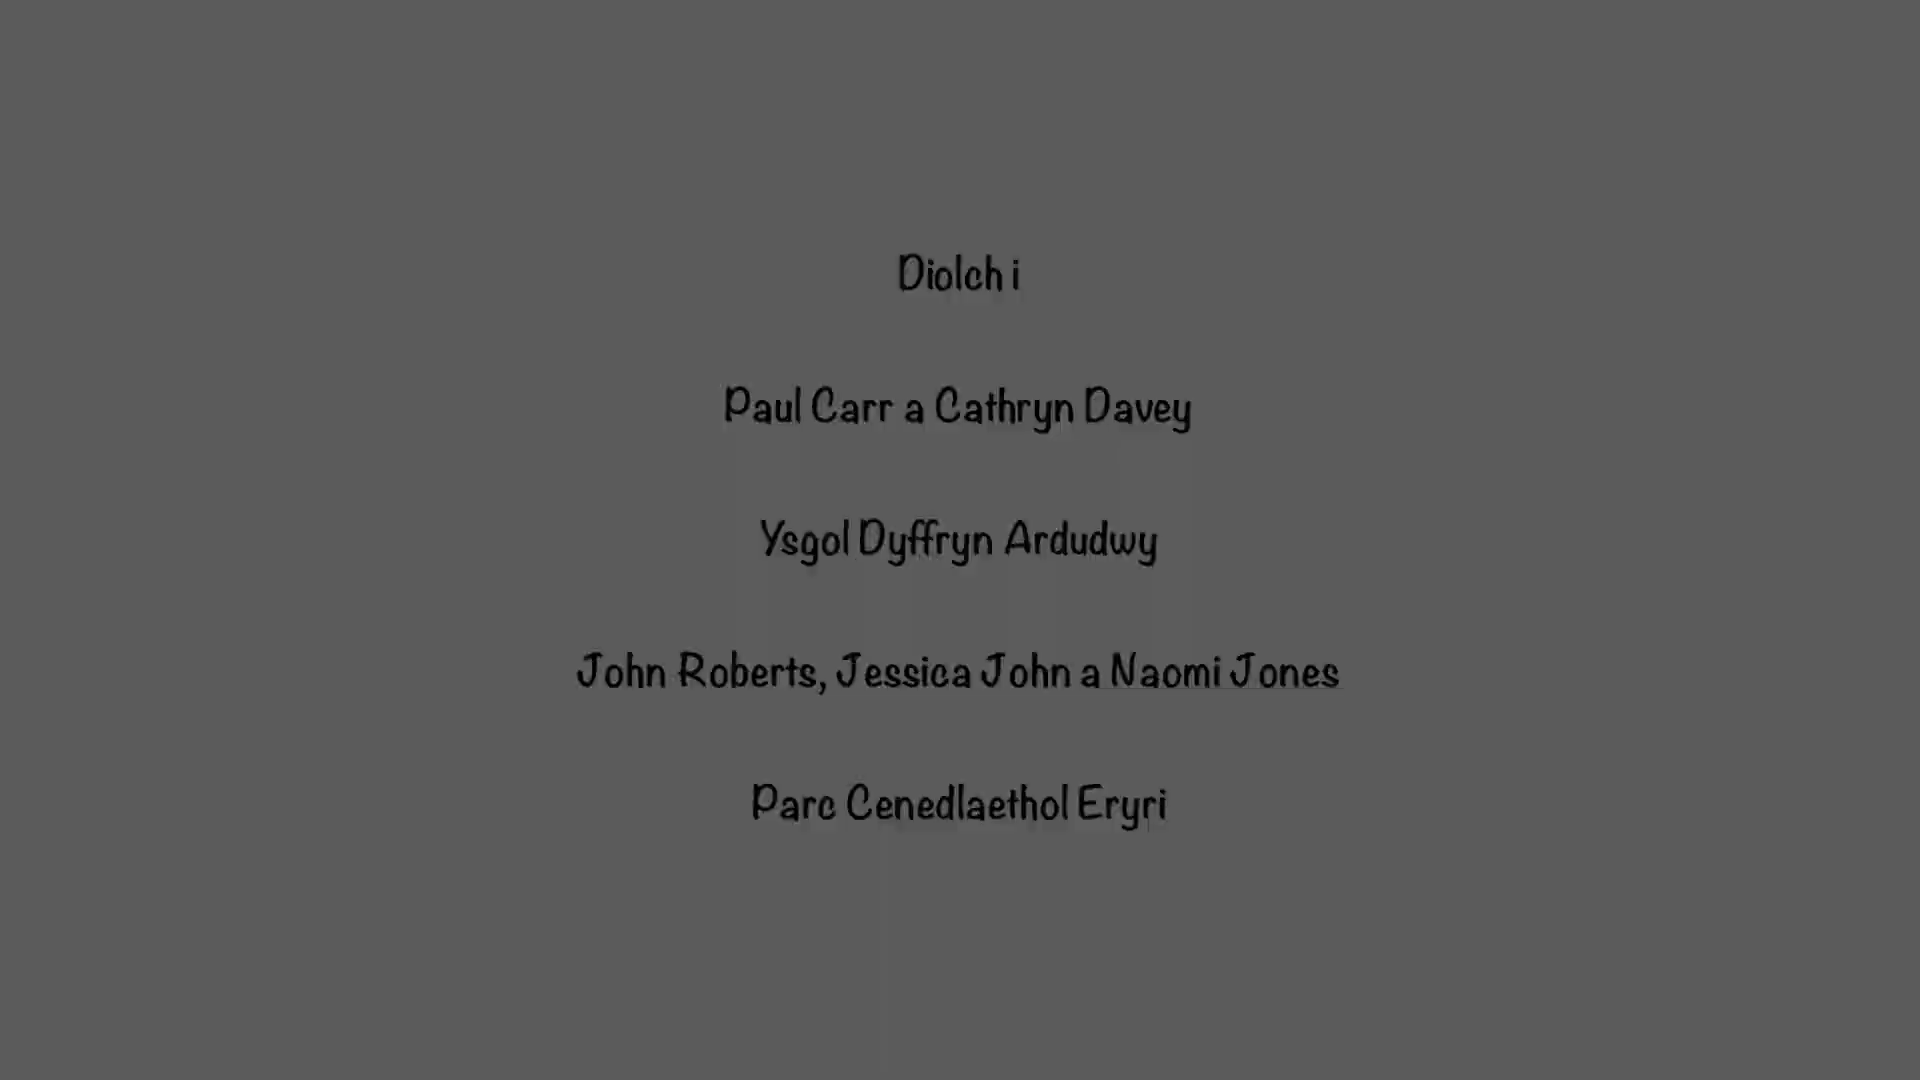 Diolch i
Paul Carr a Cathryn Davey
Ysgol Dyffryn Ardudwy
John Roberts, Jessica John a Naomi Jones
Parc Cenedlaethol Eryri